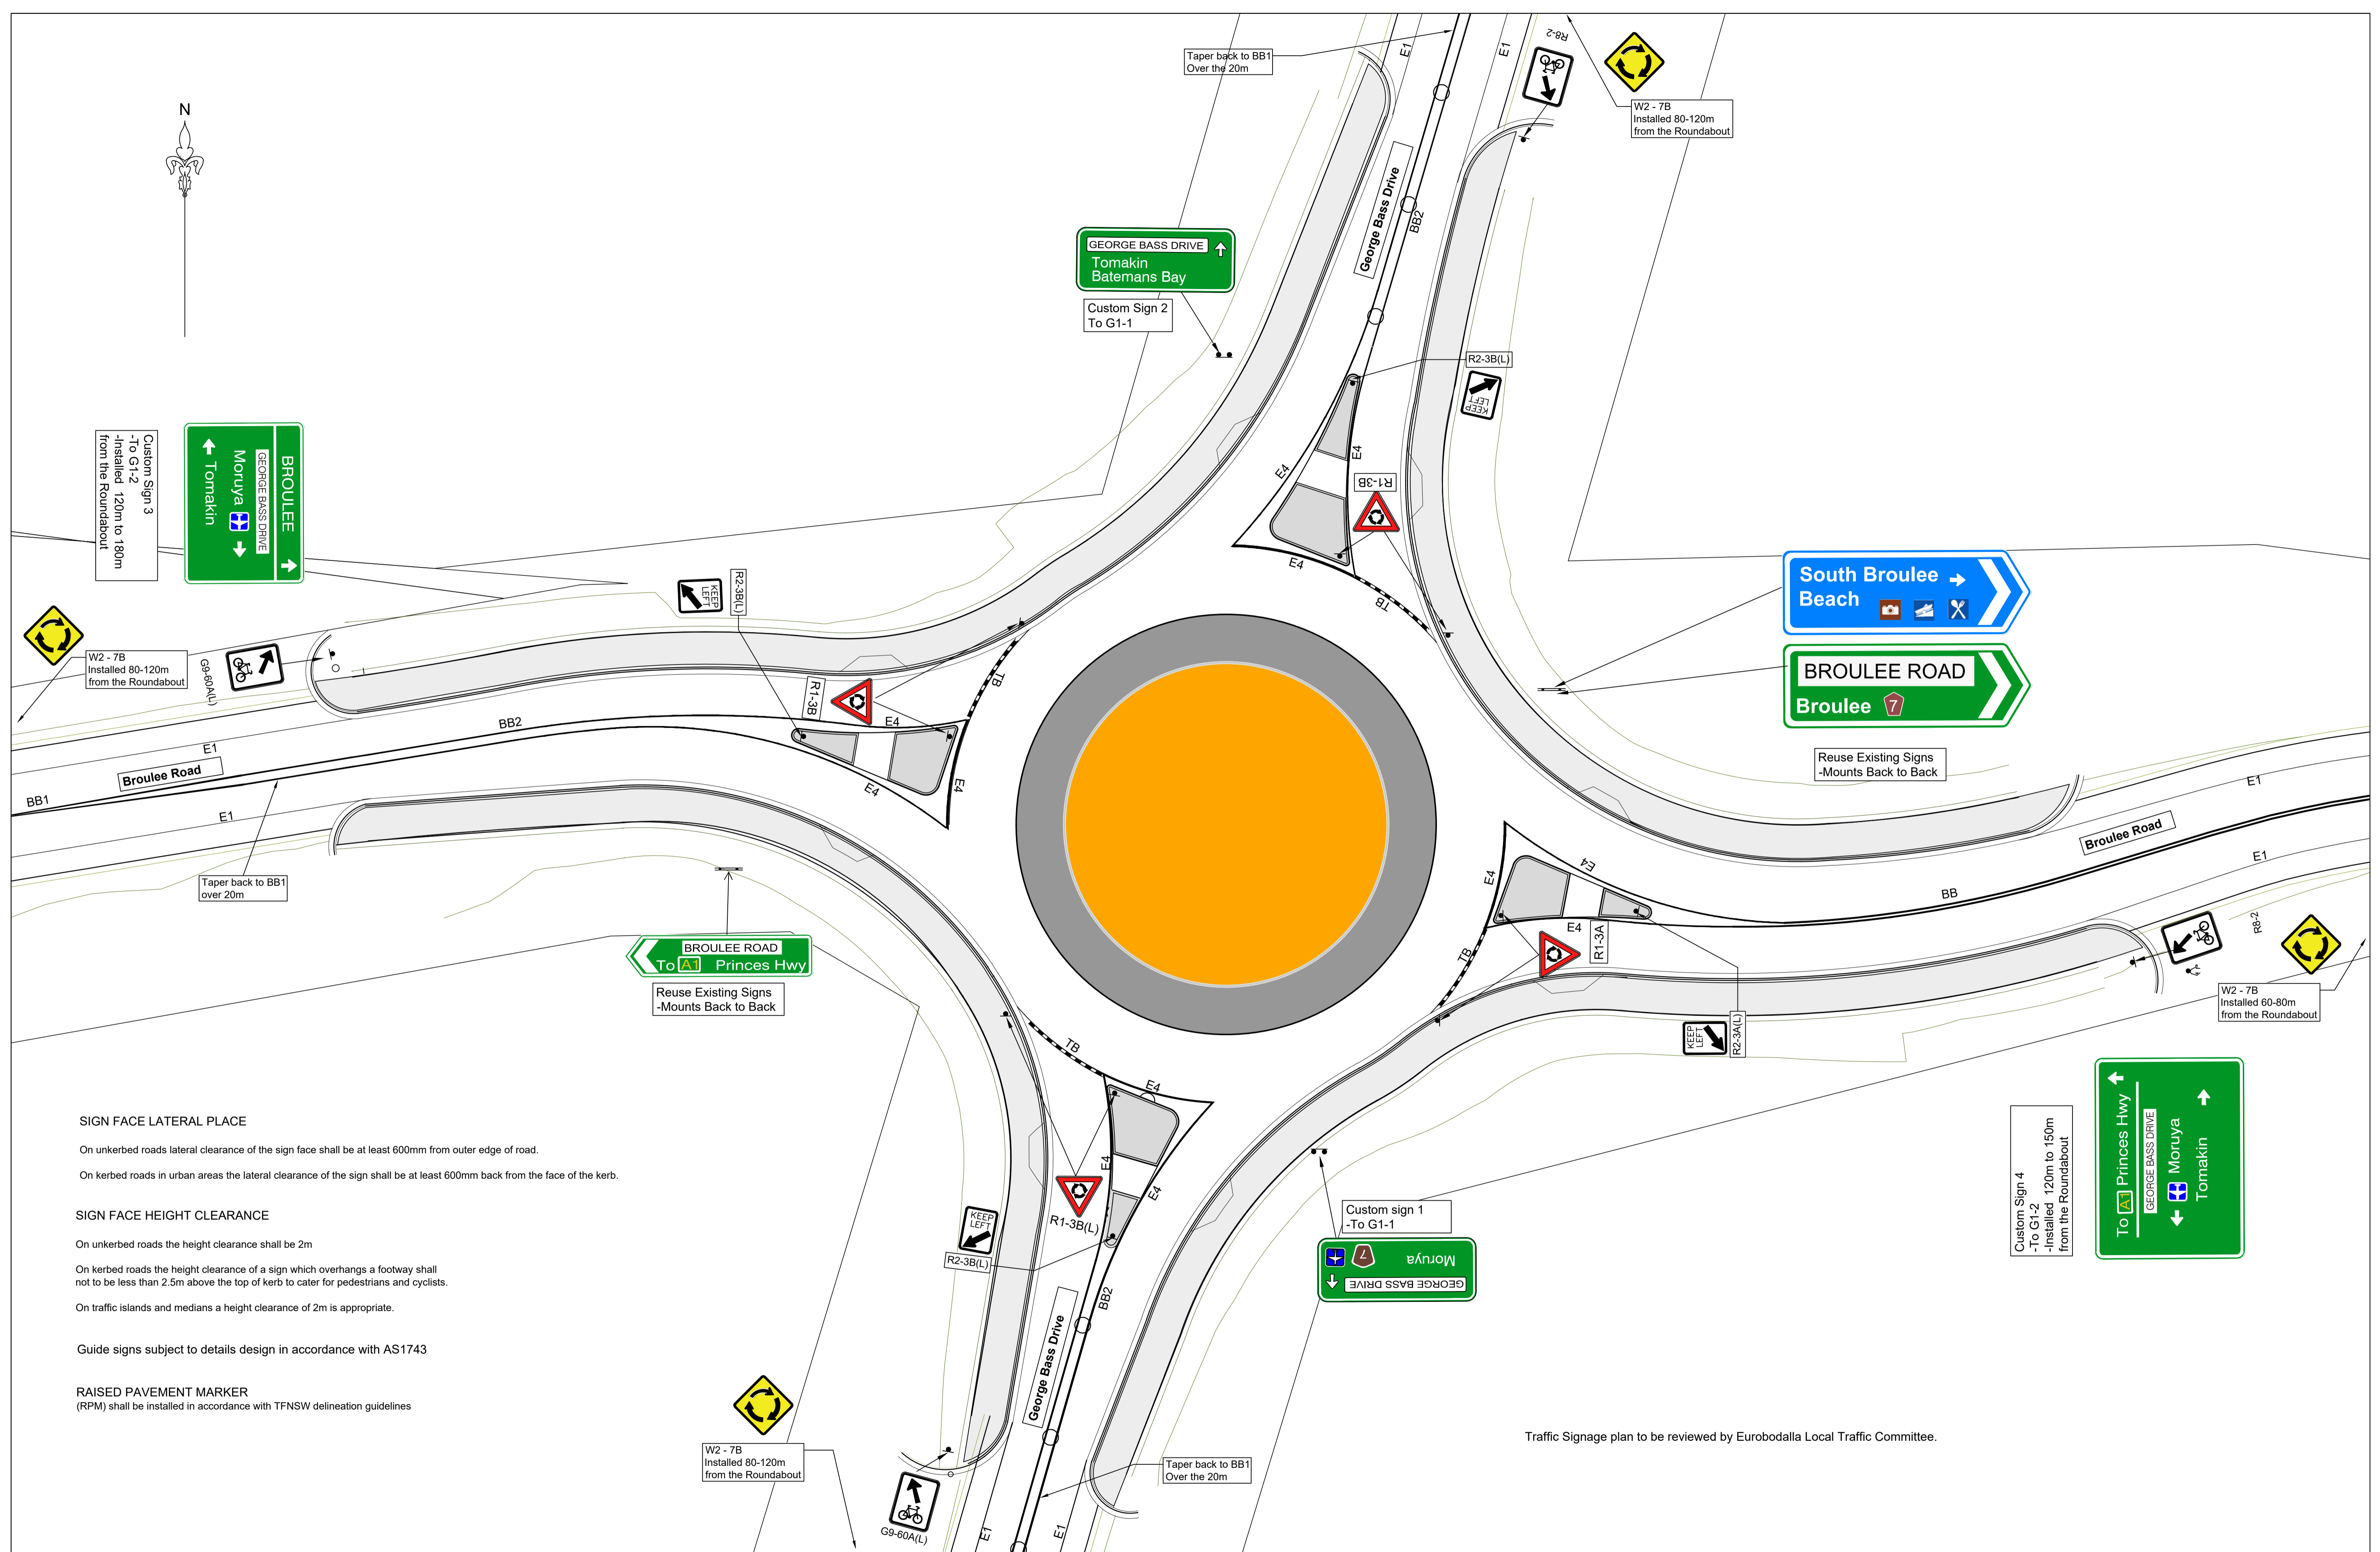 Taper back to BB1
Over the 20m
E1
E1
R8-2
W2 - 7B
Installed 80-120m
from the Roundabout
N
George Bass Drive
BB2
GEORGE BASS DRIVE
Tomakin
Batemans Bay
Custom Sign 2
To G1-1
R2-3B(L)
KEEP
LEFT
E4
E4
R1-3B
E4
TB
Custom Sign 3
-To G1-2
-Installed 120m to 180m
from the Roundabout
BROULEE
GEORGE BASS DRIVE
Moruya
Tomakin
W2 - 7B
Installed 80-120m
from the Roundabout
G9-60A(L)
KEEP
LEFT
R2-3B(L)
R1-3B
TB
E4
E4
E4
BB2
E1
Broulee Road
BB1
E1
Taper back to BB1
over 20m
South Broulee
Beach
BROULEE ROAD
Broulee 7
Reuse Existing Signs
-Mounts Back to Back
E1
Broulee Road
E1
BB
E4
E4
E4
R1-3A
TB
R8-2
W2 - 7B
Installed 60-80m
from the Roundabout
KEEP
LEFT
R2-3A(L)
BROULEE ROAD
To A1 Princes Hwy
Reuse Existing Signs
-Mounts Back to Back
TB
E4
E4
E4
R1-3B(L)
KEEP
LEFT
R2-3B(L)
BB2
George Bass Drive
Custom sign 1
-To G1-1
7
Moruya
GEORGE BASS DRIVE
Custom Sign 4
-To G1-2
-Installed 120m to 150m
from the Roundabout
To A1 Princes Hwy
GEORGE BASS DRIVE
Moruya
Tomakin
SIGN FACE LATERAL PLACE
On unkerbed roads lateral clearance of the sign face shall be at least 600mm from outer edge of road.
On kerbed roads in urban areas the lateral clearance of the sign shall be at least 600mm back from the face of the kerb.
SIGN FACE HEIGHT CLEARANCE
On unkerbed roads the height clearance shall be 2m
On kerbed roads the height clearance of a sign which overhangs a footway shall
not to be less than 2.5m above the top of kerb to cater for pedestrians and cyclists.
On traffic islands and medians a height clearance of 2m is appropriate.
Guide signs subject to details design in accordance with AS1743
RAISED PAVEMENT MARKER
(RPM) shall be installed in accordance with TFNSW delineation guidelines
W2 - 7B
Installed 80-120m
from the Roundabout
G9-60A(L)
E1
E1
Taper back to BB1
Over the 20m
Traffic Signage plan to be reviewed by Eurobodalla Local Traffic Committee.